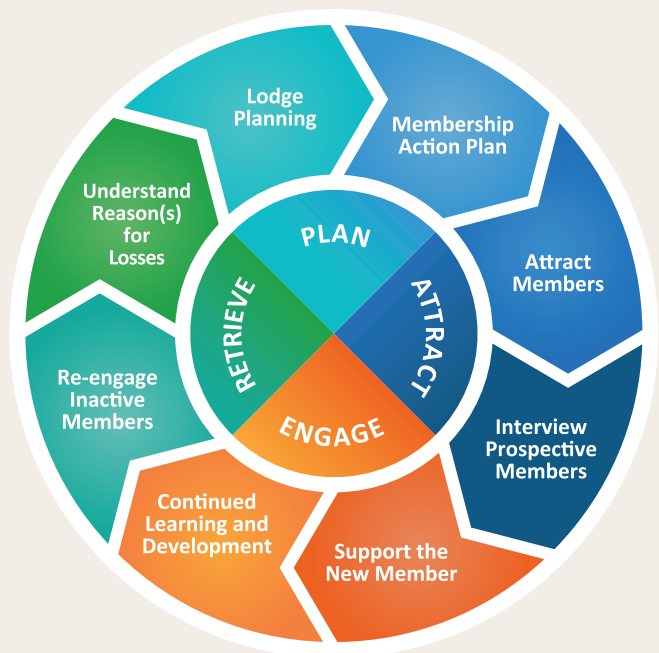 Lodge
Planning
Membership
Action Plan
Attract
Members
Interview
Prospective
Members
Support the
New Member
Continued
Learning and
Development
Re-engage
Inactive
Members
Understand
Reason(s)
for
Losses
PLAN
ATTRACT
ENGAGE
RETRIEVE